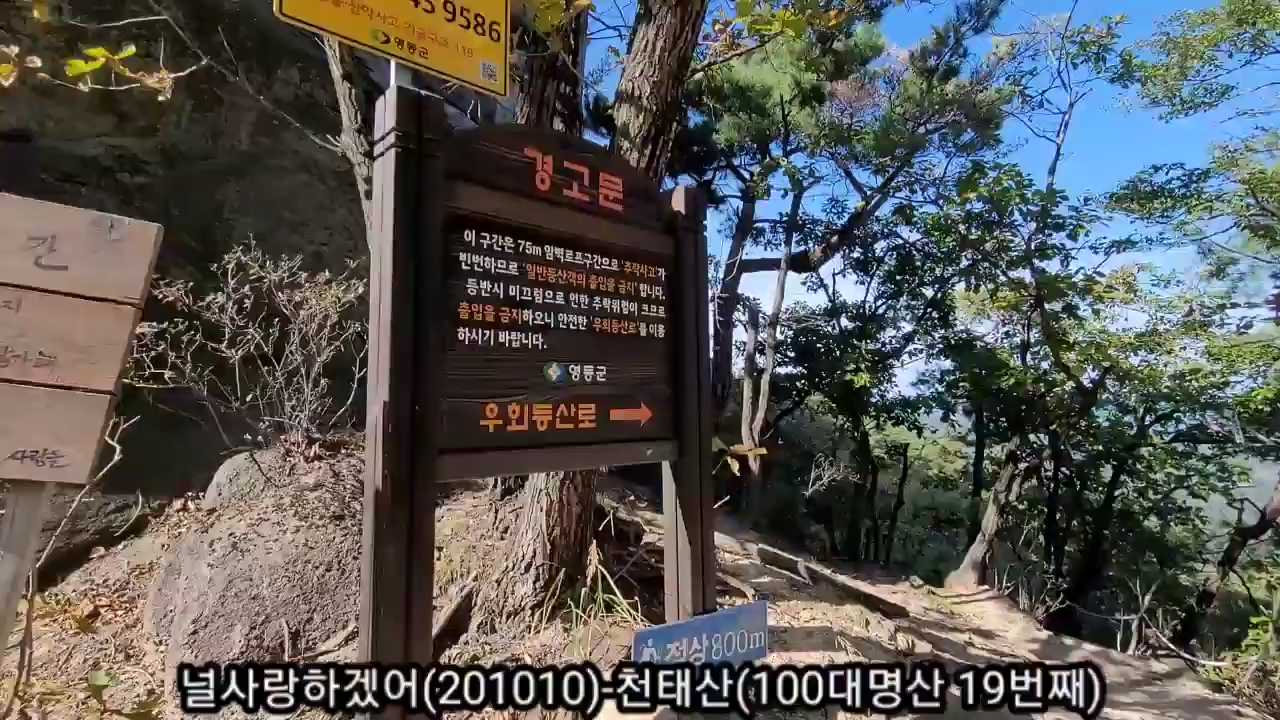 9586
영동군
경고문
이 구간은 75m 암벽로프구간으로 '추락사고'가
빈번하므로 '일반등산객의 출입을 금지'합니다.
등반시 미끄럼으로 인한 추락위험이 크므로
출입을 금지하오니 안전한 '우회등산로'를 이용
하시기 바랍니다.
영동군
우회등산로
긴
지
사람들
정상 800m
널사랑하겠어(201010)-천태산(100대명산 19번째)